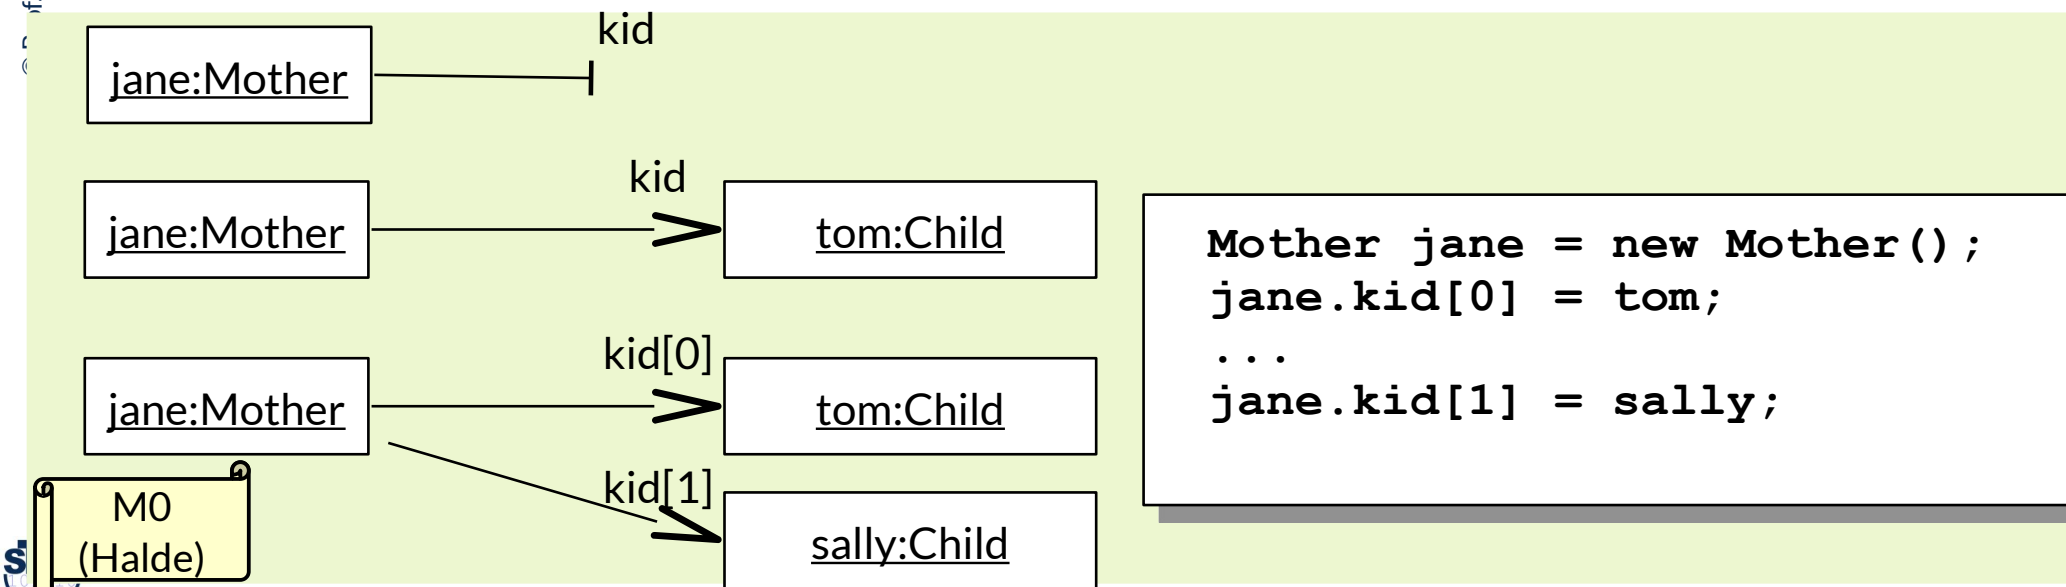 kid
jane:Mother
kid
jane:Mother
tom:Child
Mother jane = new Mother();
jane.kid[0] = tom;
...
jane.kid[1] = sally;
kid[0]
jane:Mother
tom:Child
kid[1]
sally:Child
M0
(Halde)